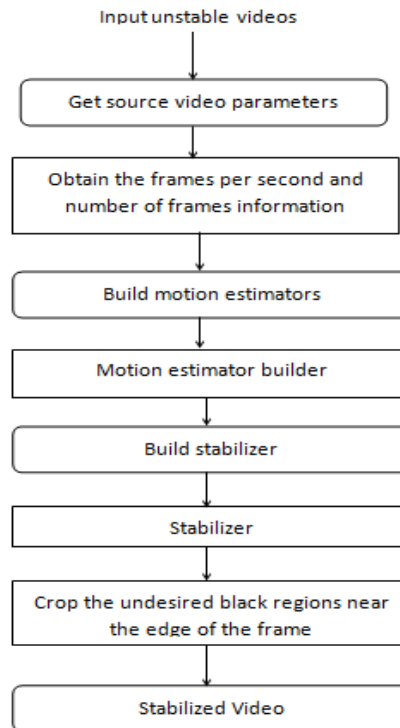 Input unstable videos
Get source video parameters
Obtain the frames per second and
number of frames information
Build motion estimators
Motion estimator builder
Build stabilizer
Stabilizer
Crop the undesired black regions near
the edge of the frame
Stabilized Video